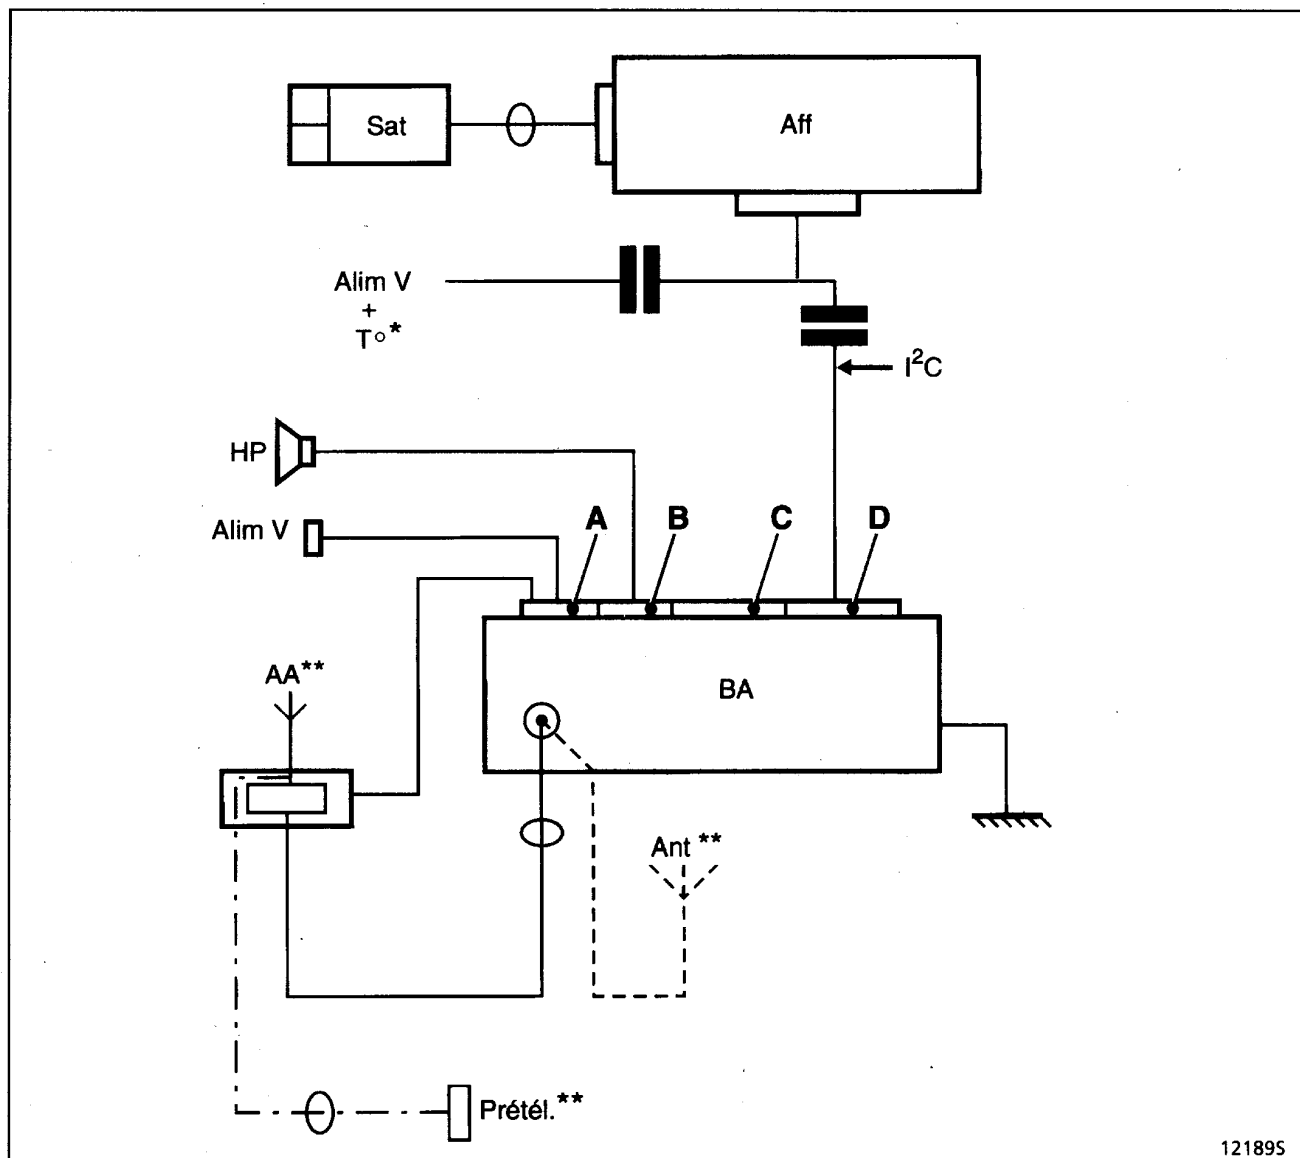 Sat
Aff
Alim V
+
T°*
I²C
HP
Alim V
A
B
C
D
AA**
BA
Ant **
Prétél.**
12189S